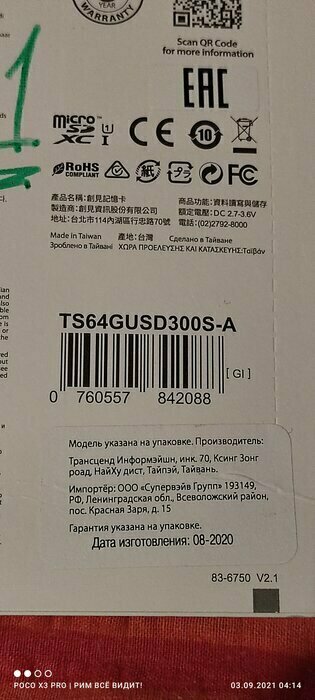 WARRANTY
YEAR
Scan QR Code
for more information
EAC
1
micro SD XC I U1
CE
10
RoHS
COMPLIANT
FC
產品名稱:創見記憶卡
商品功能:資料讀寫與儲存
製造商:創見資訊股份有限公司
額定電壓:DC 2.7-3.6V
地址:台北市114內湖區行忠路70號
電話:(02)2792-8000
Made in Taiwan 產地:台灣 Сделано в Тайване
Зроблено в Тайвані ΧΩΡΑ ΠΡΟΕΛΕΥΣΗΣ ΚΑΙ ΚΑΤΑΣΚΕΥΗΣ:Ταϊβάν
TS64GUSD300S-A
[ GI ]
0 760557 842088
Модель указана на упаковке. Производитель:
Трансценд Информэйшн, инк. 70, Ксинг Зонг
роад, НайХу дист, Тайпэй, Тайвань.
Импортёр: ООО «Супервэйв Групп» 193149,
РФ, Ленинградская обл., Всеволожский район,
пос. Красная Заря, д. 15
Гарантия указана на упаковке.
Дата изготовления: 08-2020
83-6750 V2.1
POCO X3 PRO | РИМ ВСЁ ВИДИТ!
03.09.2021 04:14